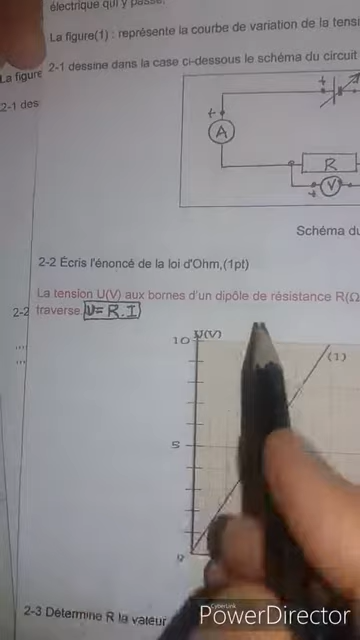 électrique qui y passe,
La figure(1) : représente la courbe de variation de la tensi
La figure
2-1 dessine dans la case ci-dessous le schéma du circuit
2-1 des
+
+
A
R
V
+
Schéma du
2-2 Écris l'énoncé de la loi d'Ohm,(1pt)
La tension U(V) aux bornes d'un dipôle de résistance R(Ω
2-2
traverse. U= R.I
U(V)
10
(1)
5
2-3 Détermine R la valeur
CyberLink
PowerDirector